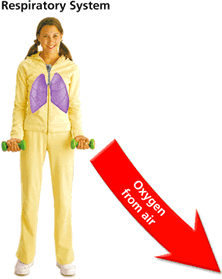 Respiratory System
Oxygen
from air